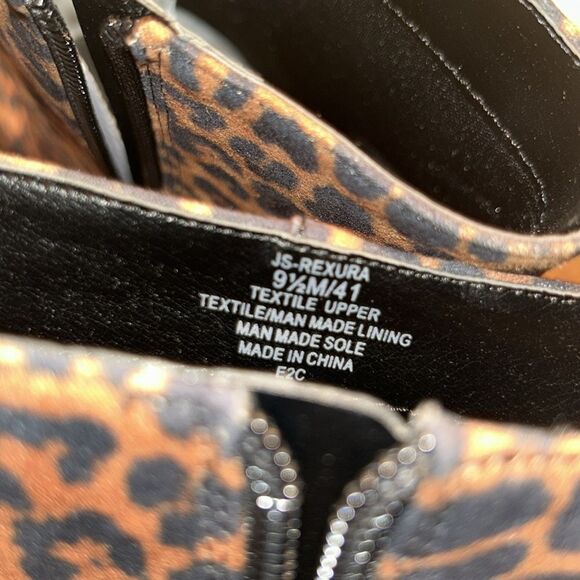 JS-REXURA
9½M/41
TEXTILE UPPER
TEXTILE/MAN MADE LINING
MAN MADE SOLE
MADE IN CHINA
E2C